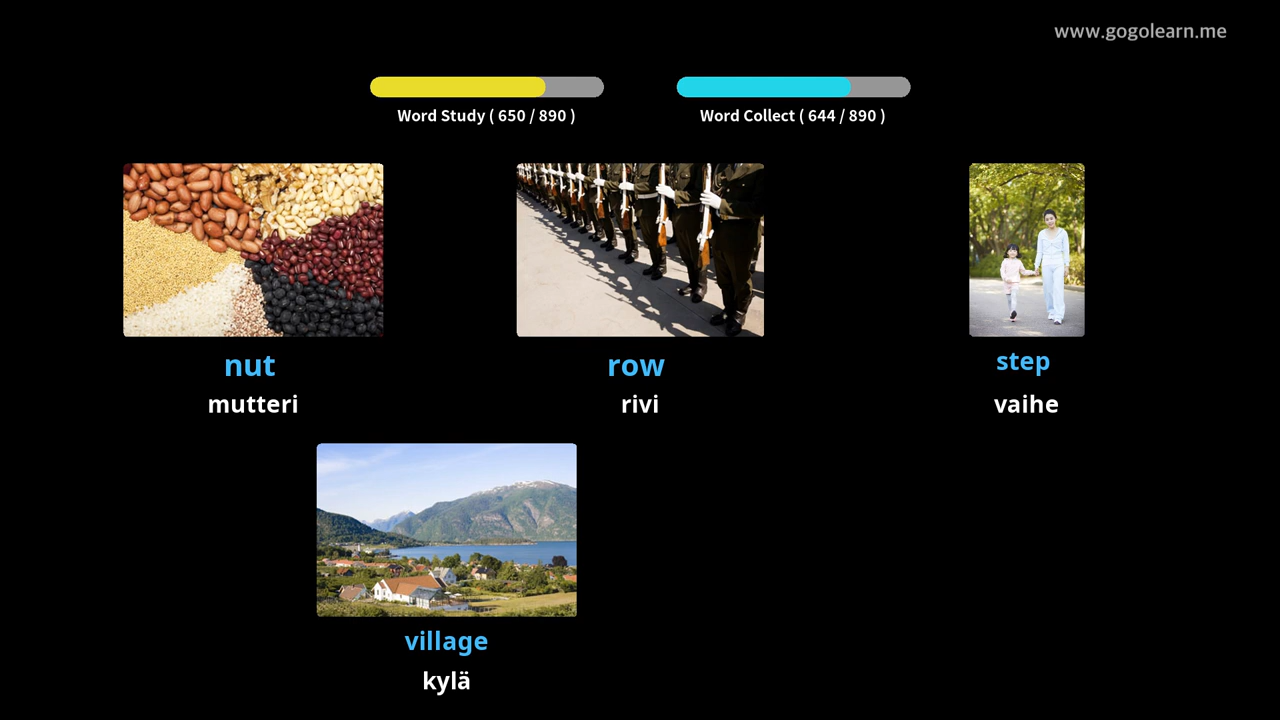 www.gogolearn.me
Word Study ( 650 / 890 )
Word Collect ( 644 / 890 )
nut
mutteri
row
rivi
step
vaihe
village
kylä